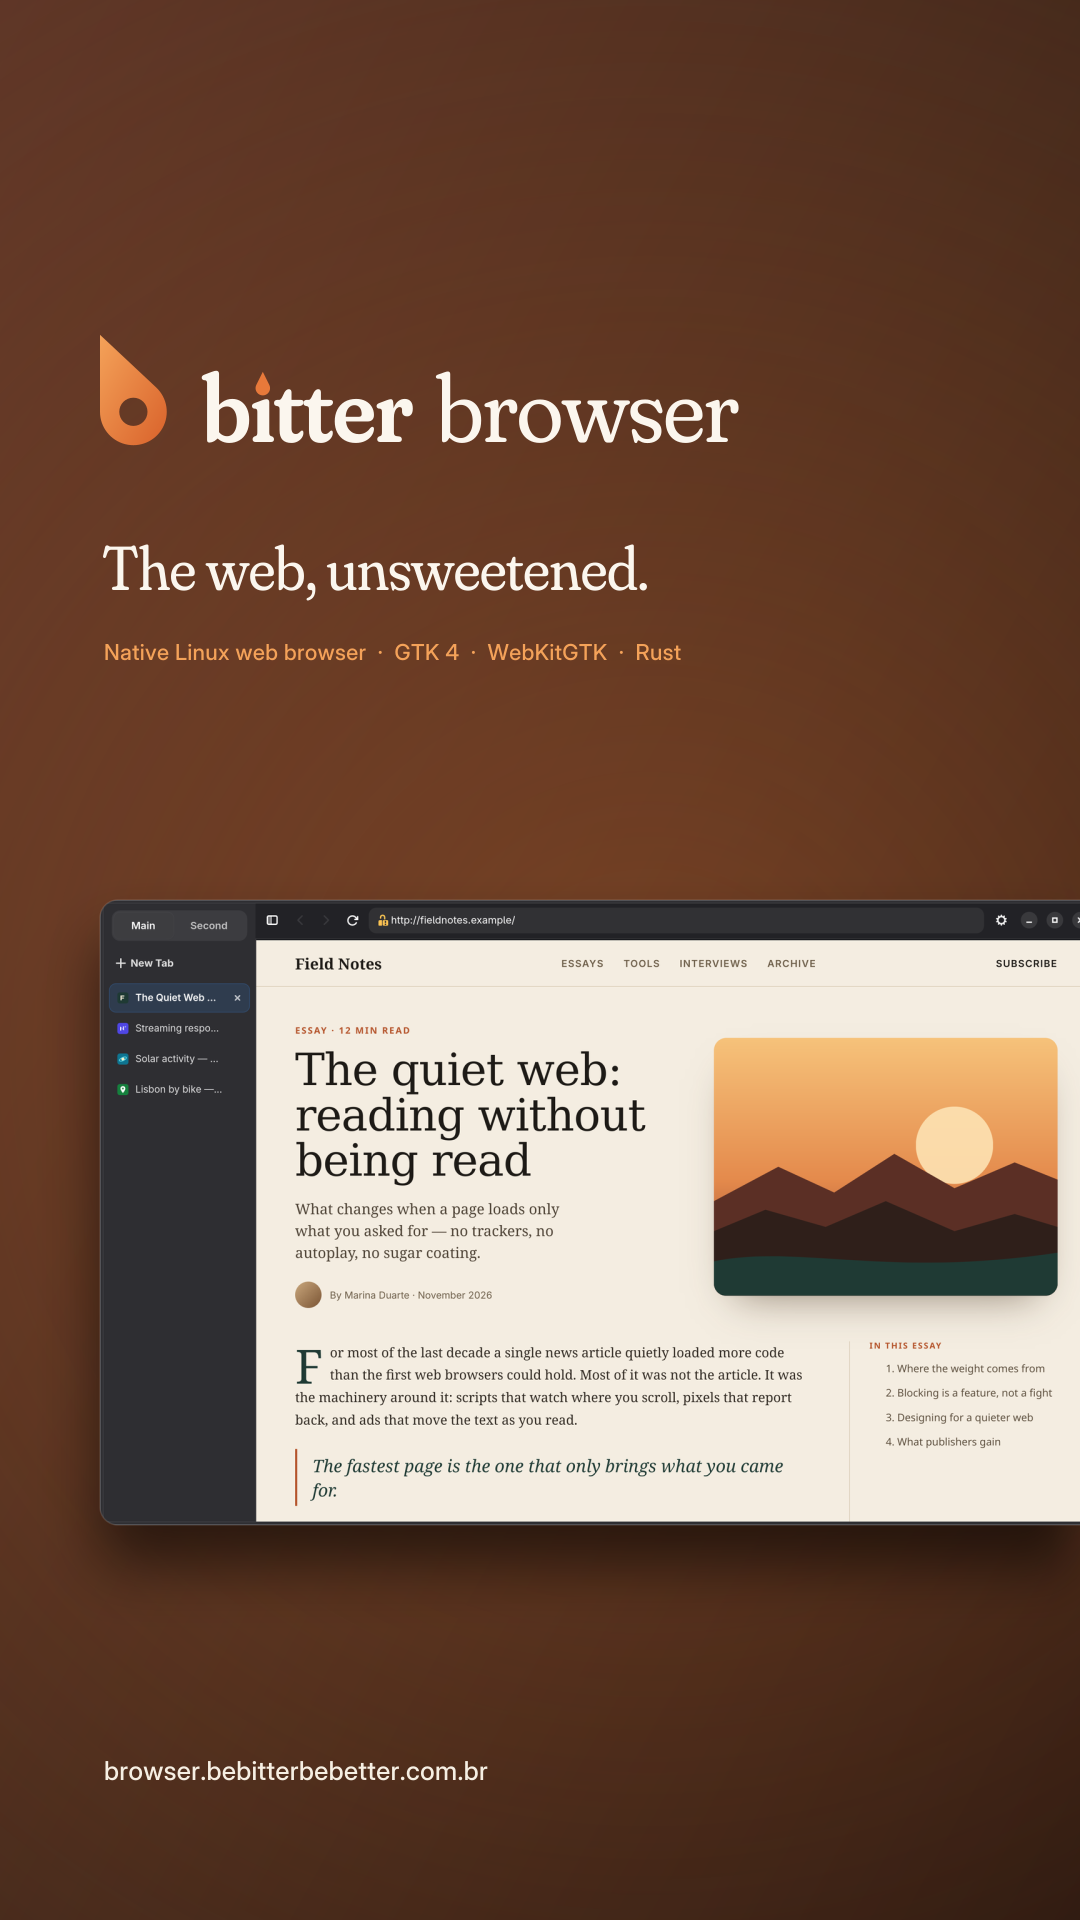 bitter browser
The web, unsweetened.
Native Linux web browser · GTK 4 · WebKitGTK · Rust
Main Second
http://fieldnotes.example/
New Tab
The Quiet Web ...
Streaming respo...
Solar activity — ...
Lisbon by bike —...
Field Notes
ESSAYS TOOLS INTERVIEWS ARCHIVE
SUBSCRIBE
ESSAY · 12 MIN READ
The quiet web:
reading without
being read
What changes when a page loads only
what you asked for — no trackers, no
autoplay, no sugar coating.
By Marina Duarte · November 2026
For most of the last decade a single news article quietly loaded more code
than the first web browsers could hold. Most of it was not the article. It was
the machinery around it: scripts that watch where you scroll, pixels that report
back, and ads that move the text as you read.
The fastest page is the one that only brings what you came
for.
IN THIS ESSAY
1. Where the weight comes from
2. Blocking is a feature, not a fight
3. Designing for a quieter web
4. What publishers gain
browser.bebitterbebetter.com.br